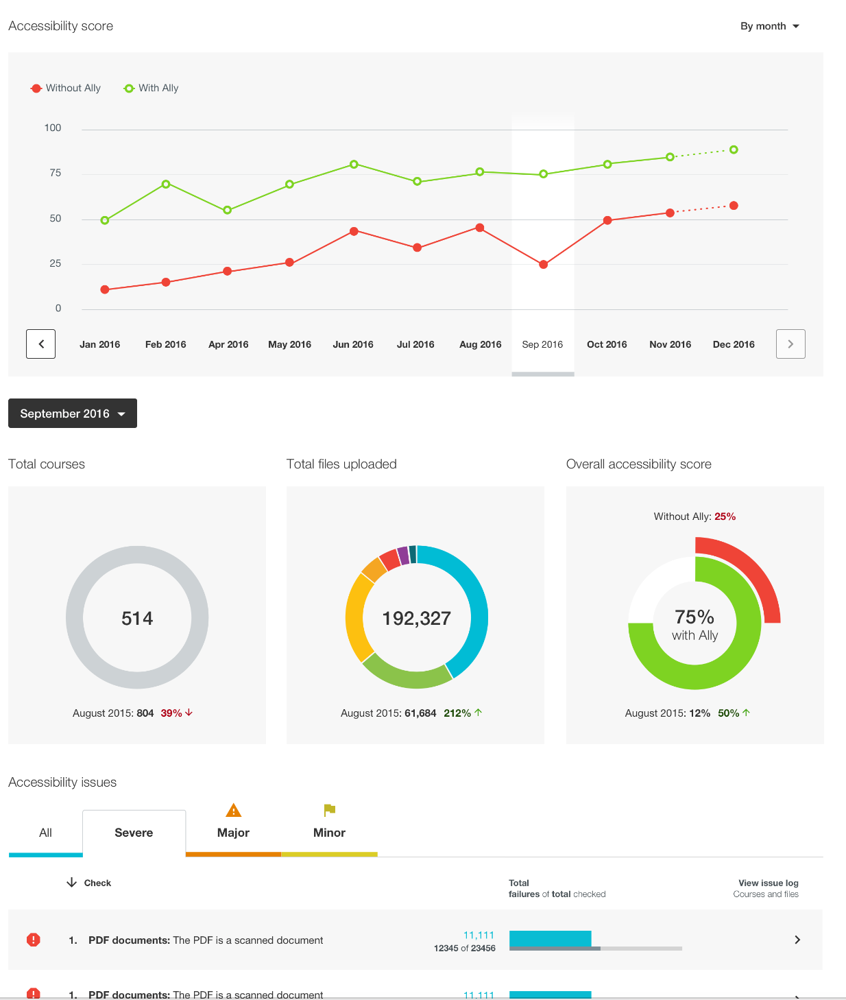 Accessibility score
By month
Without Ally
With Ally
100
75
50
25
0
Jan 2016 Feb 2016 Apr 2016 May 2016 Jun 2016 Jul 2016 Aug 2016 Sep 2016 Oct 2016 Nov 2016 Dec 2016
September 2016
Total courses
514
August 2015: 804 39%
Total files uploaded
192,327
August 2015: 61,684 212%
Overall accessibility score
Without Ally: 25%
75%
with Ally
August 2015: 12% 50%
Accessibility issues
All
Severe
Major
Minor
Check
Total
failures of total checked
View issue log
Courses and files
1. PDF documents: The PDF is a scanned document
11,111
12345 of 23456
1. PDF documents: The PDF is a scanned document
11,111